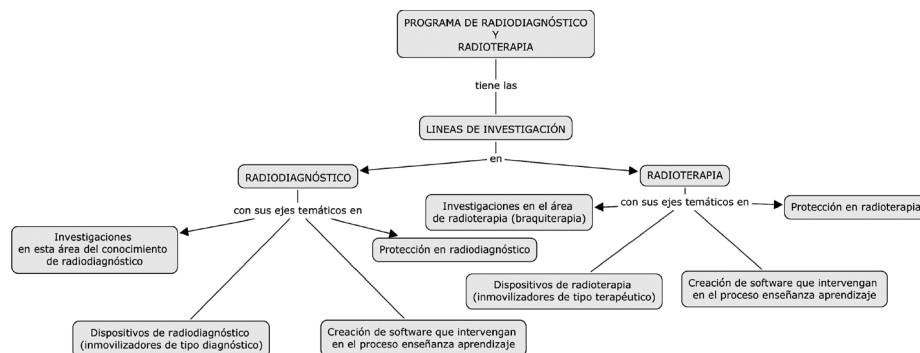 PROGRAMA DE RADIODIAGNÓSTICO
Y
RADIOTERAPIA
tiene las
LINEAS DE INVESTIGACIÓN
en
RADIODIAGNÓSTICO
con sus ejes temáticos en
Investigaciones
en esta área del conocimiento
de radiodiagnóstico
Protección en radiodiagnóstico
Dispositivos de radiodiagnóstico
(inmovilizadores de tipo diagnóstico)
Creación de software que intervengan
en el proceso enseñanza aprendizaje
RADIOTERAPIA
con sus ejes temáticos en
Investigaciones en el área
de radioterapia (braquiterapia)
Protección en radioterapia
Dispositivos de radioterapia
(inmovilizadores de tipo terapéutico)
Creación de software que intervengan
en el proceso enseñanza aprendizaje